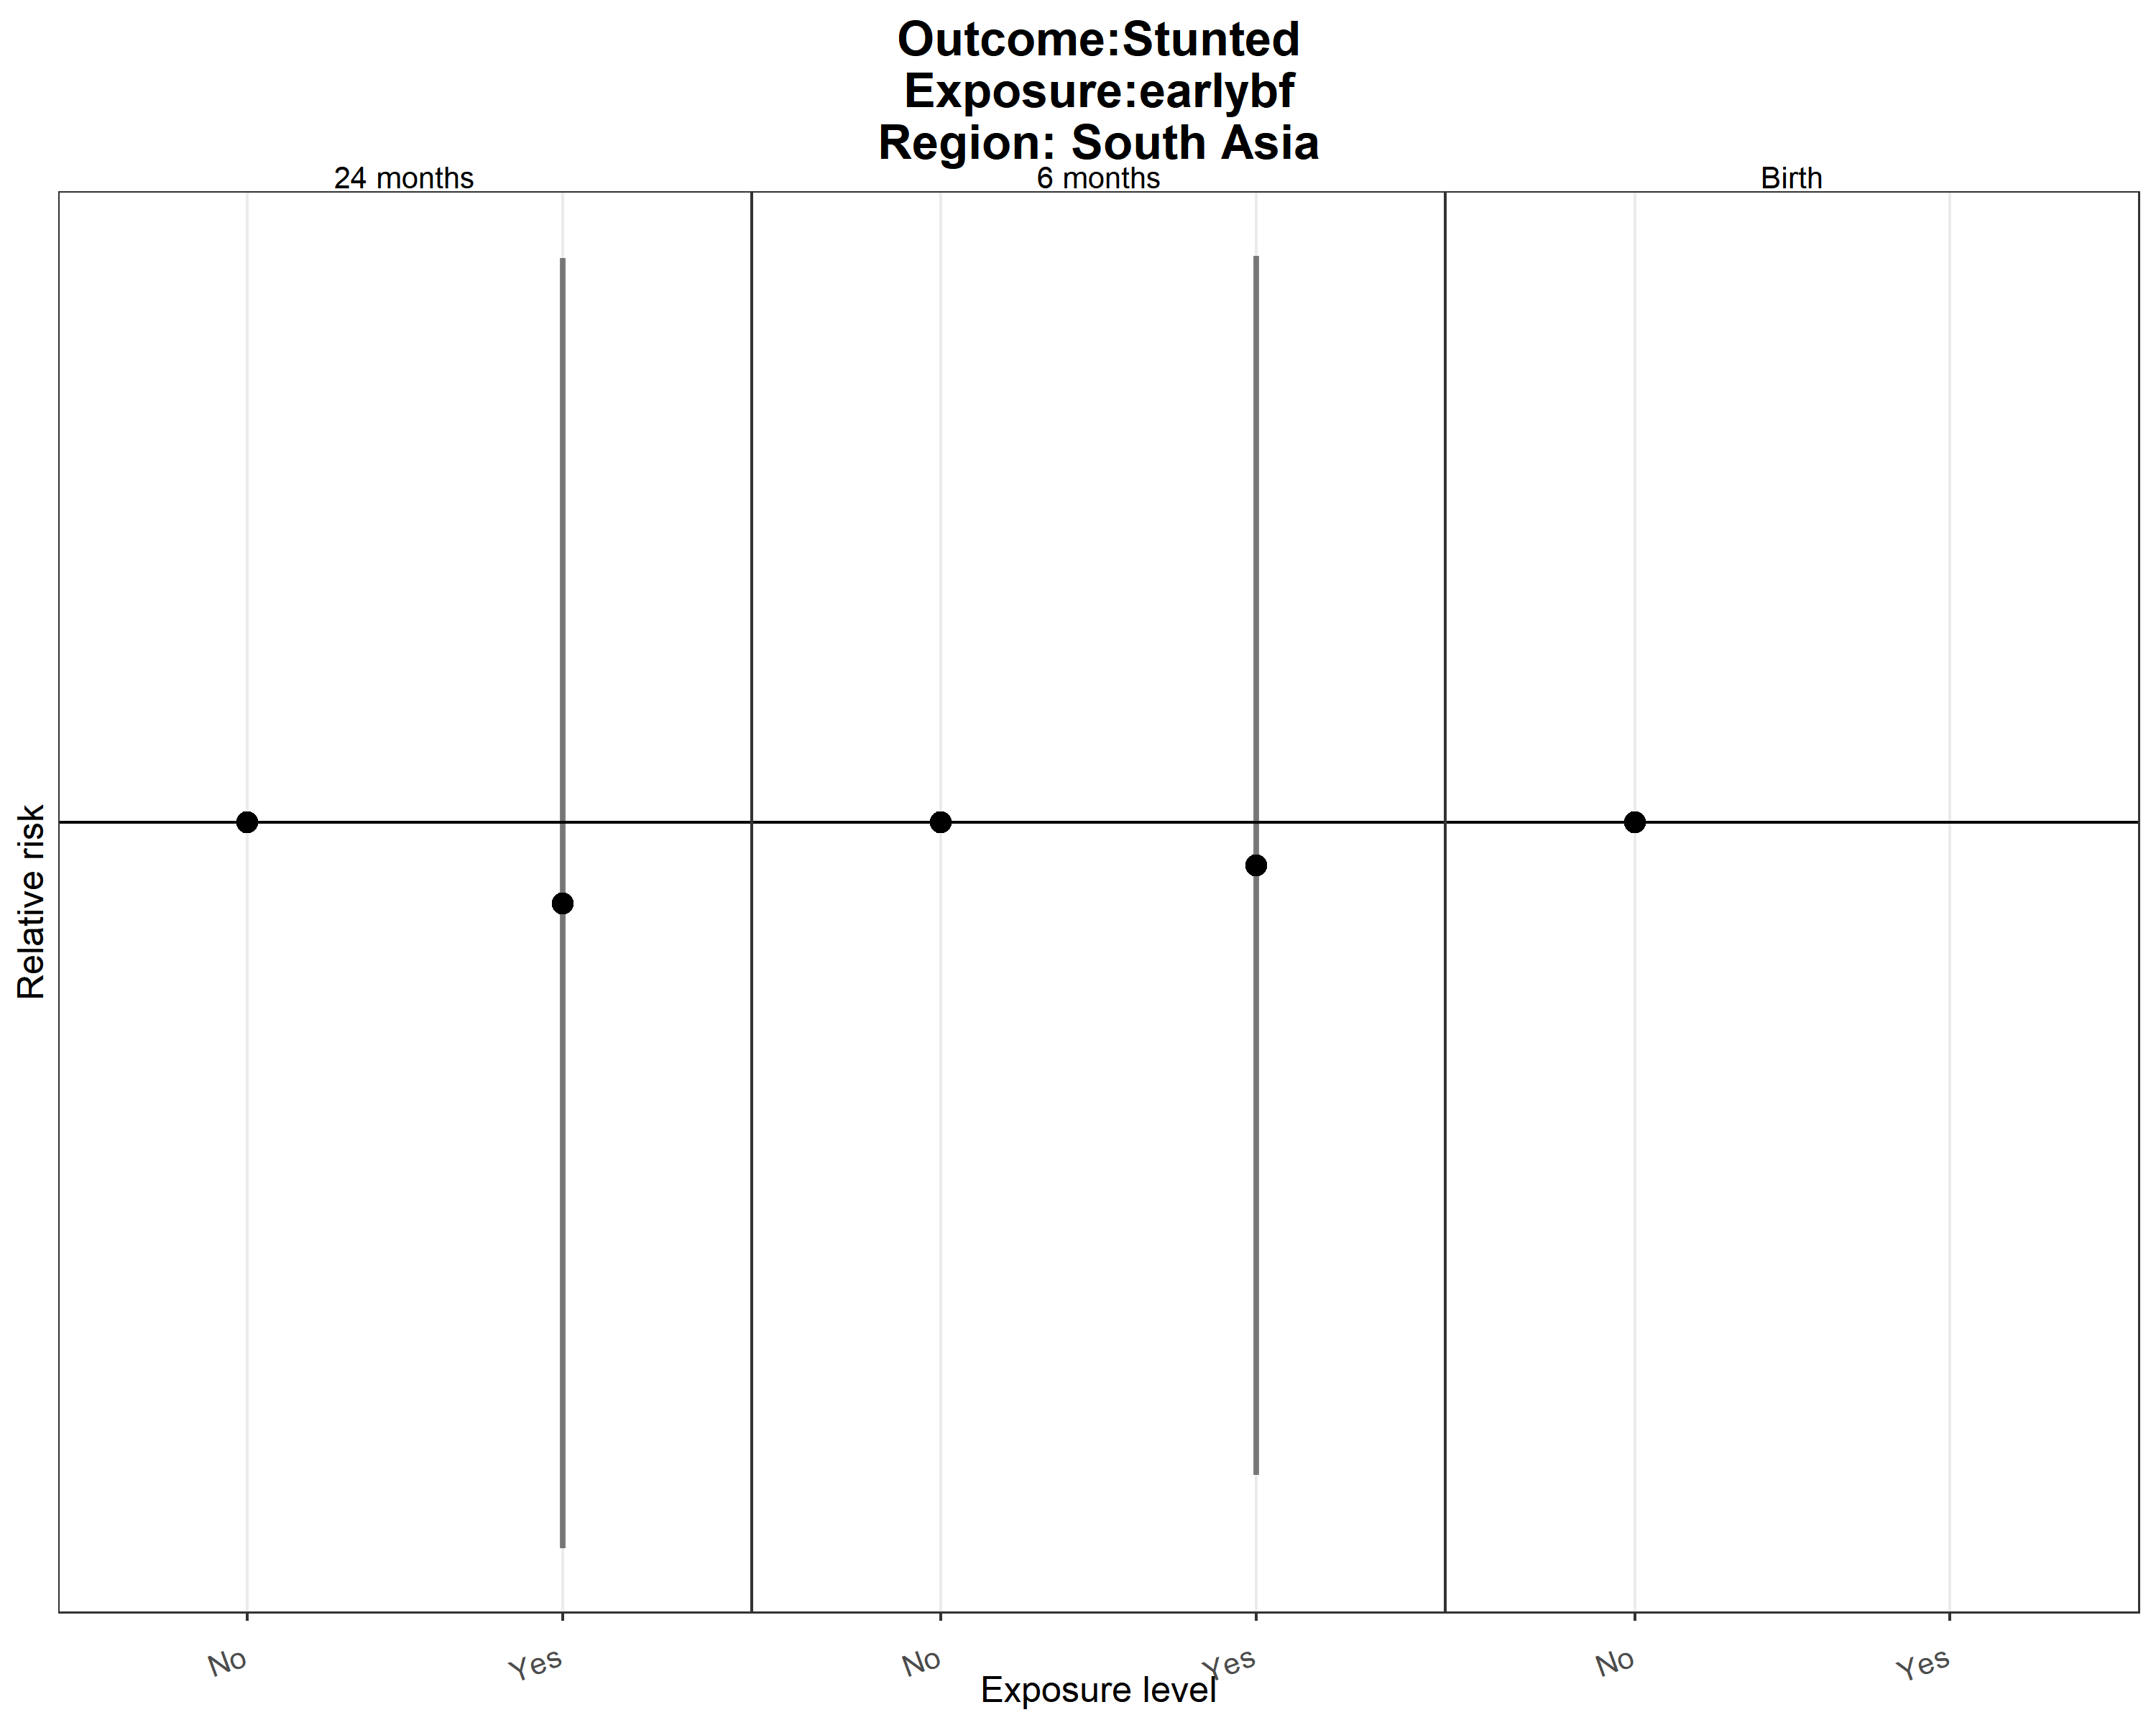 Outcome:Stunted
Exposure:earlybf
Region: South Asia
24 months
6 months
Birth
Relative risk
No
Yes
No
Yes
No
Yes
Exposure level